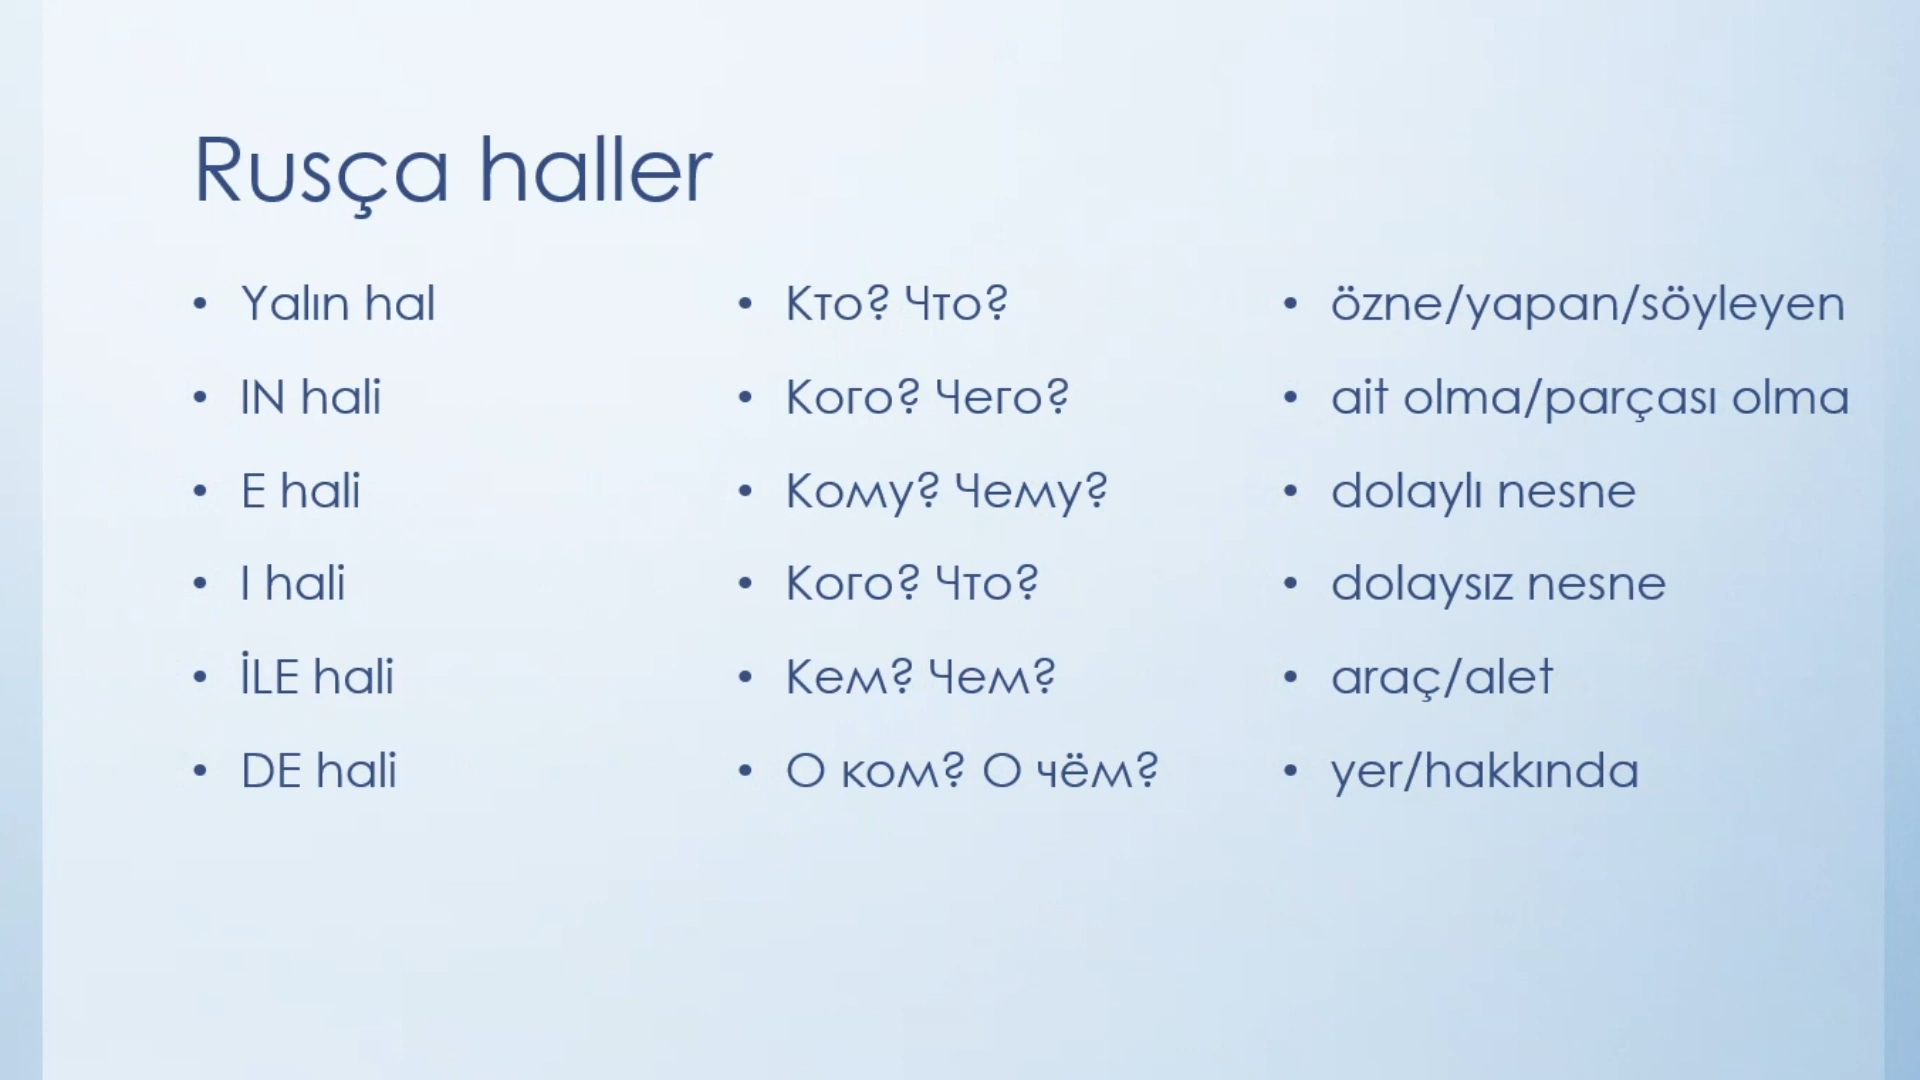 Rusça haller
• Yalın hal
• IN hali
• E hali
• I hali
• İLE hali
• DE hali
• Кто? Что?
• Кого? Чего?
• Кому? Чему?
• Кого? Что?
• Кем? Чем?
• О ком? О чём?
• özne/yapan/söyleyen
• ait olma/parçası olma
• dolaylı nesne
• dolaysız nesne
• araç/alet
• yer/hakkında